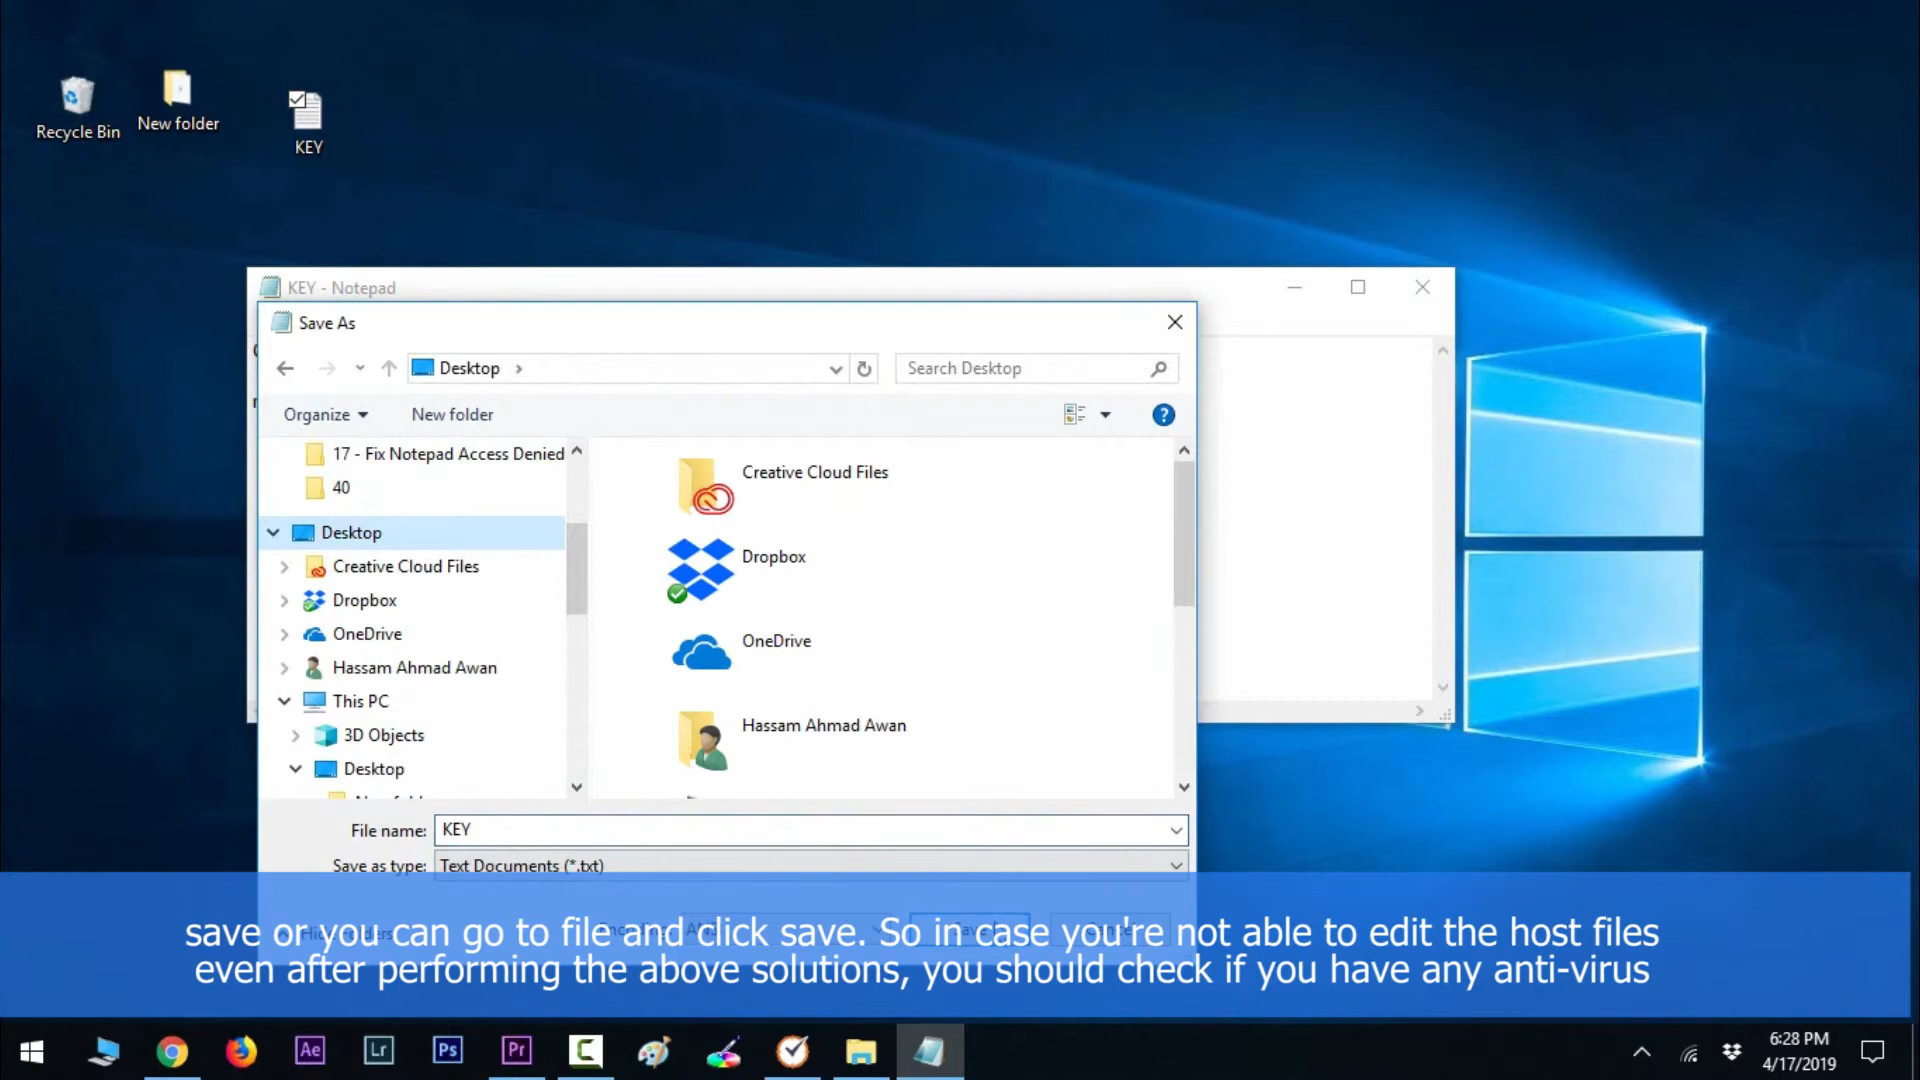 Recycle Bin
New folder
KEY
KEY - Notepad
Save As
Desktop
Search Desktop
Organize
New folder
17 - Fix Notepad Access Denied
40
Desktop
Creative Cloud Files
Dropbox
OneDrive
Hassam Ahmad Awan
This PC
3D Objects
Desktop
Creative Cloud Files
Dropbox
OneDrive
Hassam Ahmad Awan
File name: KEY
Save as type: Text Documents (*.txt)
save or you can go to file and click save. So in case you're not able to edit the host files
even after performing the above solutions, you should check if you have any anti-virus
Ae
Lr
Ps
Pr
C
6:28 PM
4/17/2019